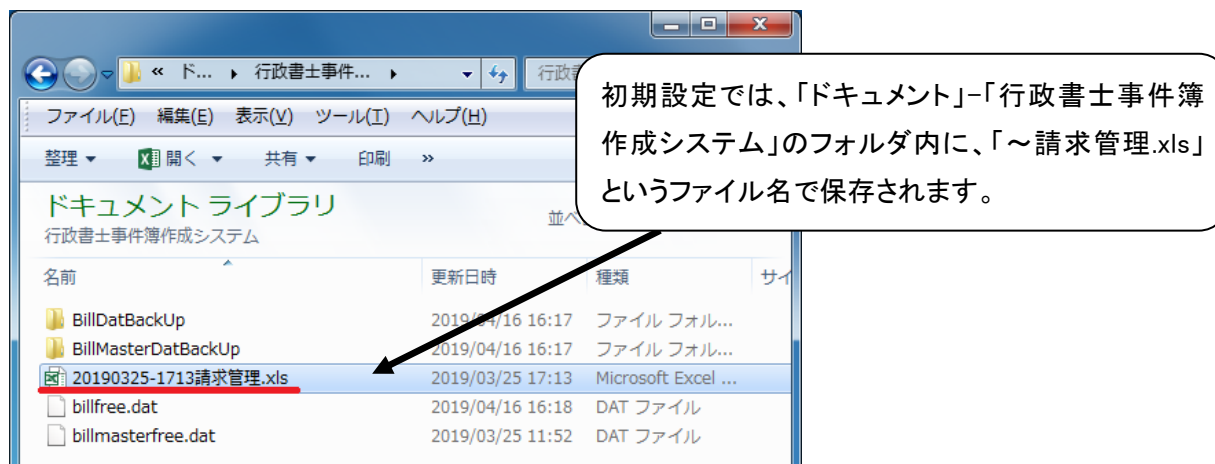 « ド... ▸ 行政書士事件... ▸
ファイル(F) 編集(E) 表示(V) ツール(T) ヘルプ(H)
整理 ▼ 開く ▼ 共有 ▼ 印刷 »
ドキュメント ライブラリ
行政書士事件簿作成システム
並べ
名前 更新日時 種類 サイ
BillDatBackUp 2019/04/16 16:17 ファイル フォル...
BillMasterDatBackUp 2019/04/16 16:17 ファイル フォル...
20190325-1713請求管理.xls 2019/03/25 17:13 Microsoft Excel ...
billfree.dat 2019/04/16 16:18 DAT ファイル
billmasterfree.dat 2019/03/25 11:52 DAT ファイル
初期設定では、「ドキュメント」-「行政書士事件簿
作成システム」のフォルダ内に、「～請求管理.xls」
というファイル名で保存されます。